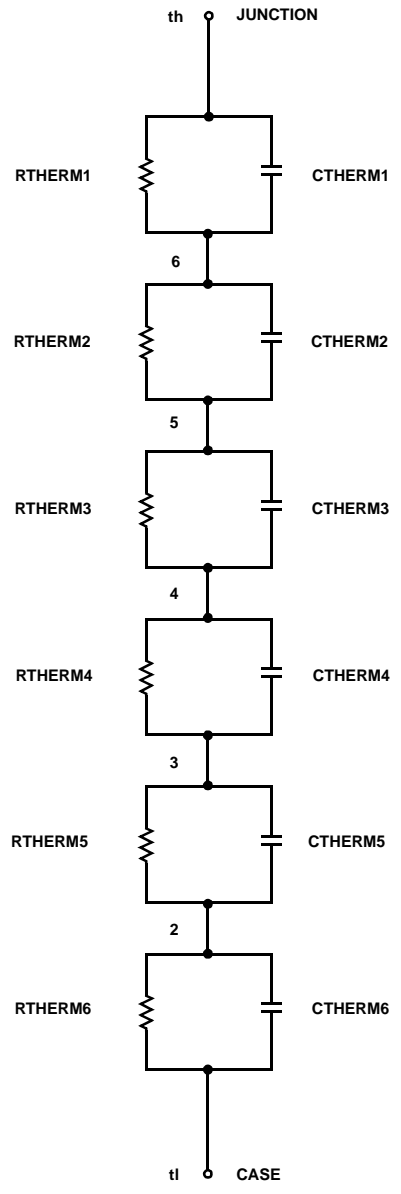 th JUNCTION
RTHERM1 CTHERM1
6
RTHERM2 CTHERM2
5
RTHERM3 CTHERM3
4
RTHERM4 CTHERM4
3
RTHERM5 CTHERM5
2
RTHERM6 CTHERM6
tl CASE